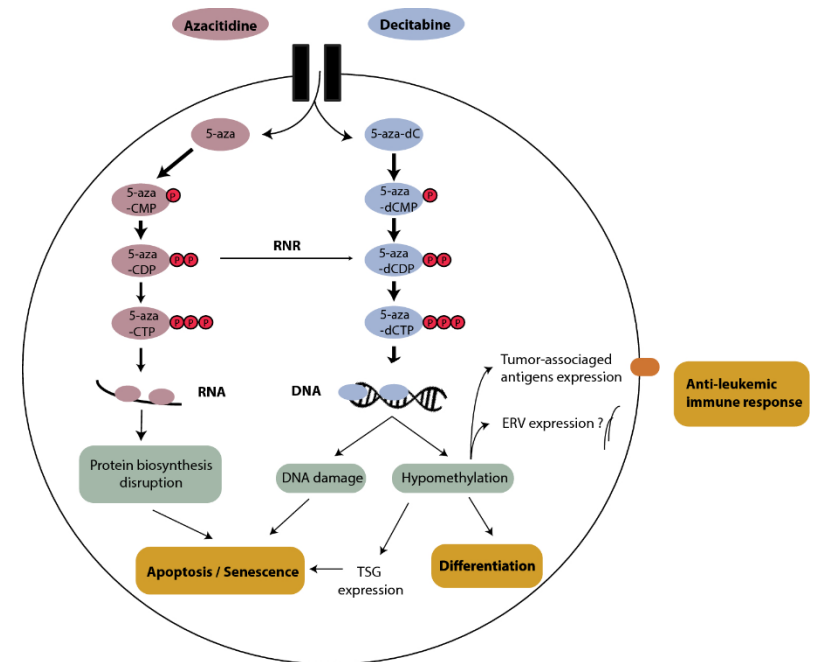 Azacitidine
Decitabine
5-aza
5-aza-dC
5-aza
-CMP
P
5-aza
-dCMP
P
5-aza
-CDP
P P
RNR
5-aza
-dCDP
P P
5-aza
-CTP
P P P
5-aza
-dCTP
P P P
Tumor-associaged
antigens expression
Anti-leukemic
immune response
RNA
DNA
ERV expression ?
Protein biosynthesis
disruption
DNA damage
Hypomethylation
Apoptosis / Senescence
TSG
expression
Differentiation